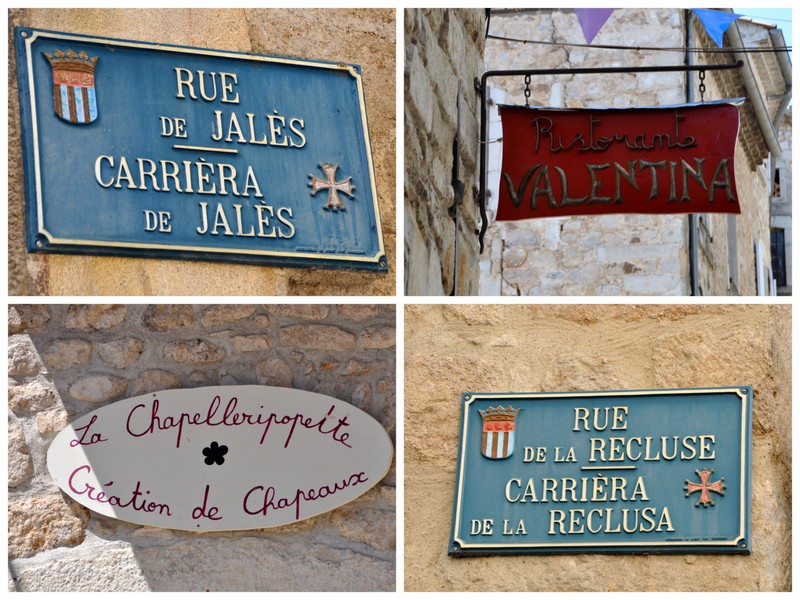 RUE
DE JALÈS
CARRIÈRA
DE JALÈS
Ristorante
VALENTINA
La Chapelleripopeíte
Création de Chapeaux
RUE
DE LA RECLUSE
CARRIÈRA
DE LA RECLUSA